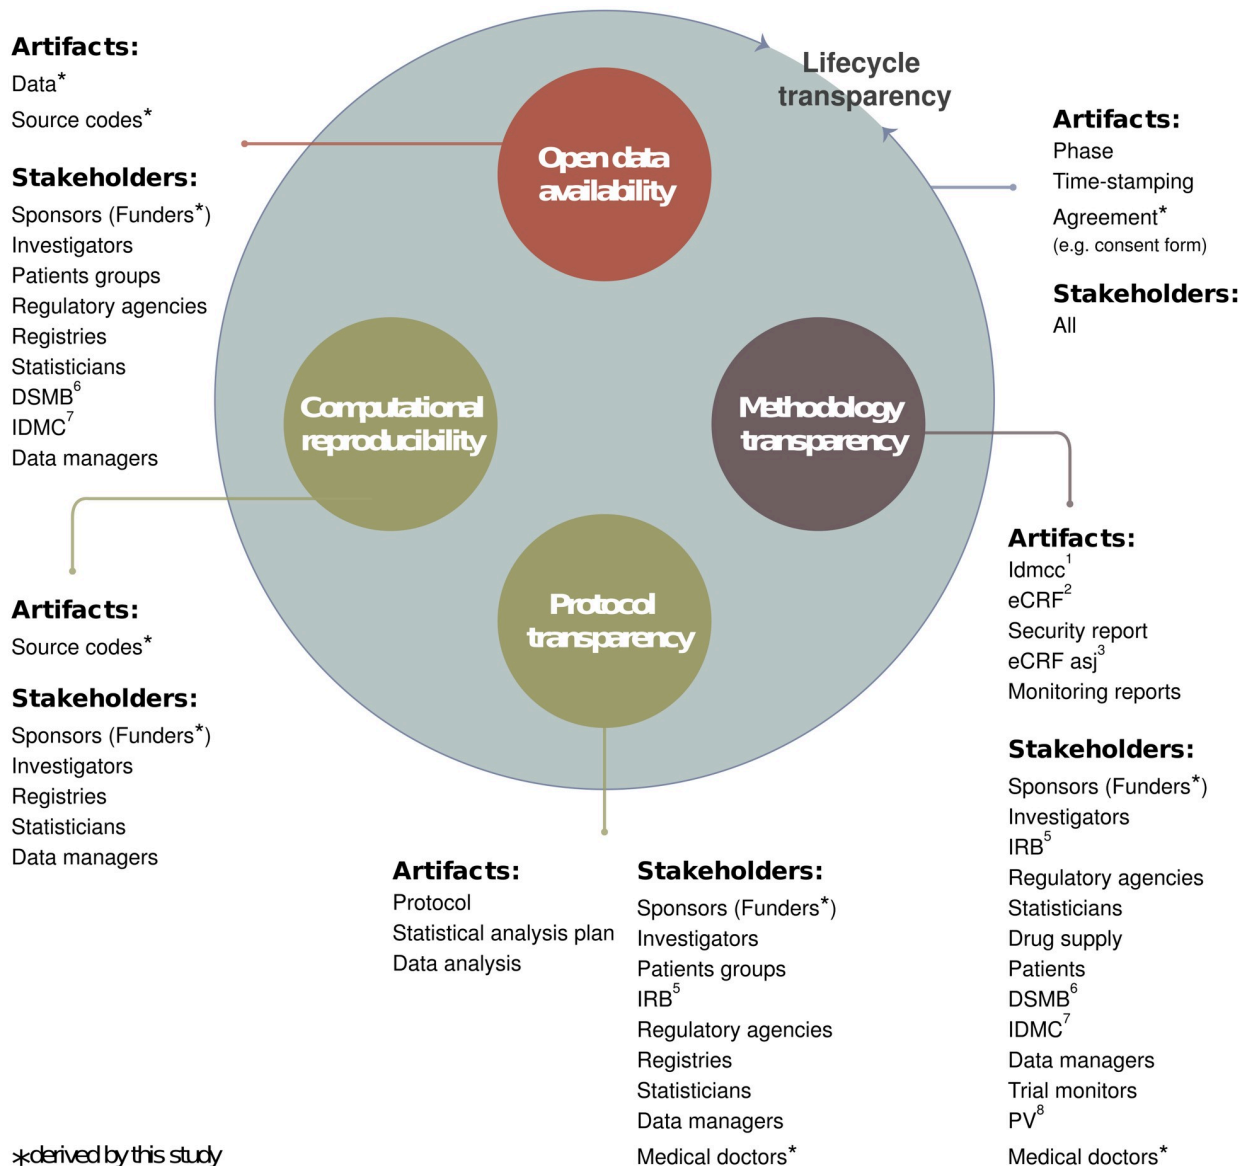 Artifacts:
Data*
Source codes*
Stakeholders:
Sponsors (Funders*)
Investigators
Patients groups
Regulatory agencies
Registries
Statisticians
DSMB⁶
IDMC⁷
Data managers
Lifecycle
transparency
Artifacts:
Phase
Time-stamping
Agreement*
(e.g. consent form)
Stakeholders:
All
Open data
availability
Computational
reproducibility
Methodology
transparency
Protocol
transparency
Artifacts:
Source codes*
Stakeholders:
Sponsors (Funders*)
Investigators
Registries
Statisticians
Data managers
Artifacts:
Protocol
Statistical analysis plan
Data analysis
Stakeholders:
Sponsors (Funders*)
Investigators
Patients groups
IRB⁵
Regulatory agencies
Registries
Statisticians
Data managers
Medical doctors*
Artifacts:
Idmcc¹
eCRF²
Security report
eCRF asj³
Monitoring reports
Stakeholders:
Sponsors (Funders*)
Investigators
IRB⁵
Regulatory agencies
Statisticians
Drug supply
Patients
DSMB⁶
IDMC⁷
Data managers
Trial monitors
PV⁸
Medical doctors*
*derived by this study